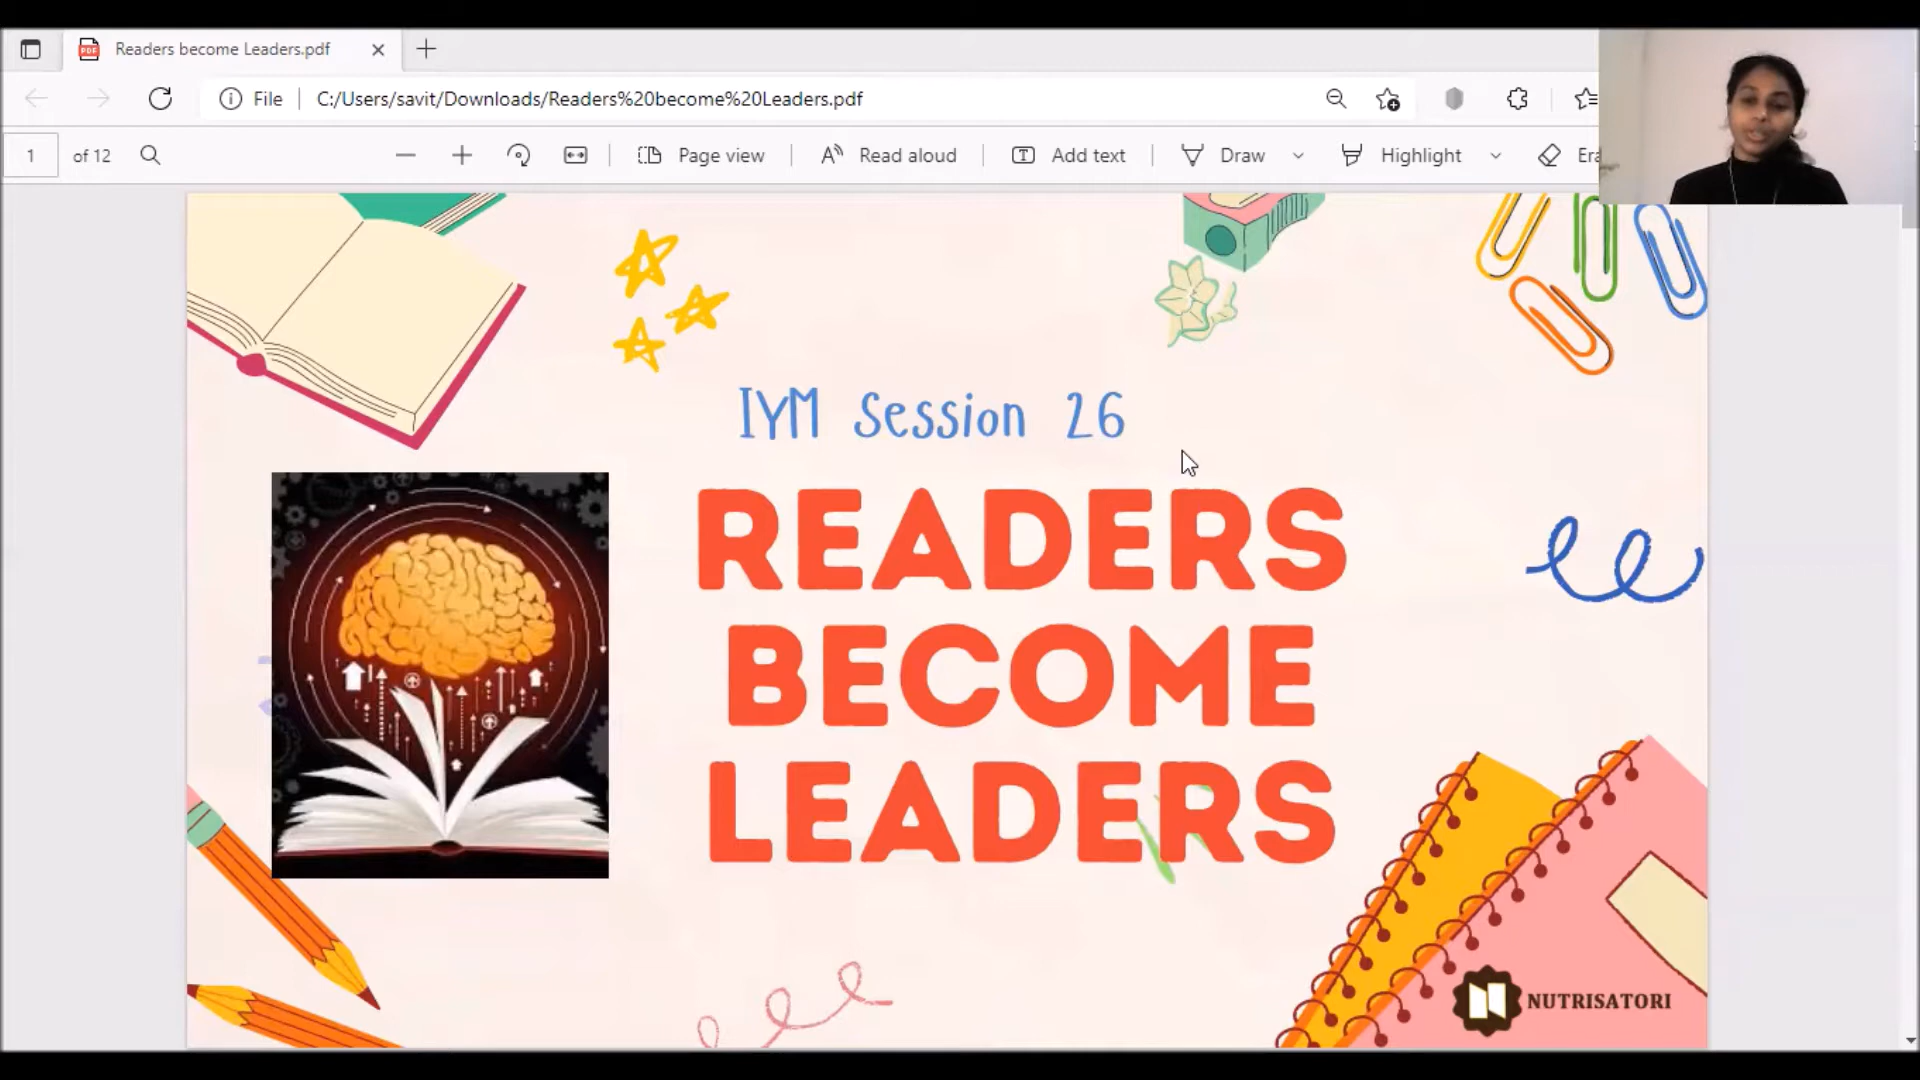 Readers become Leaders.pdf
File C:/Users/savit/Downloads/Readers%20become%20Leaders.pdf
1 of 12 Page view Read aloud Add text Draw Highlight
IYM Session 26
READERS
BECOME
LEADERS
NUTRISATORI